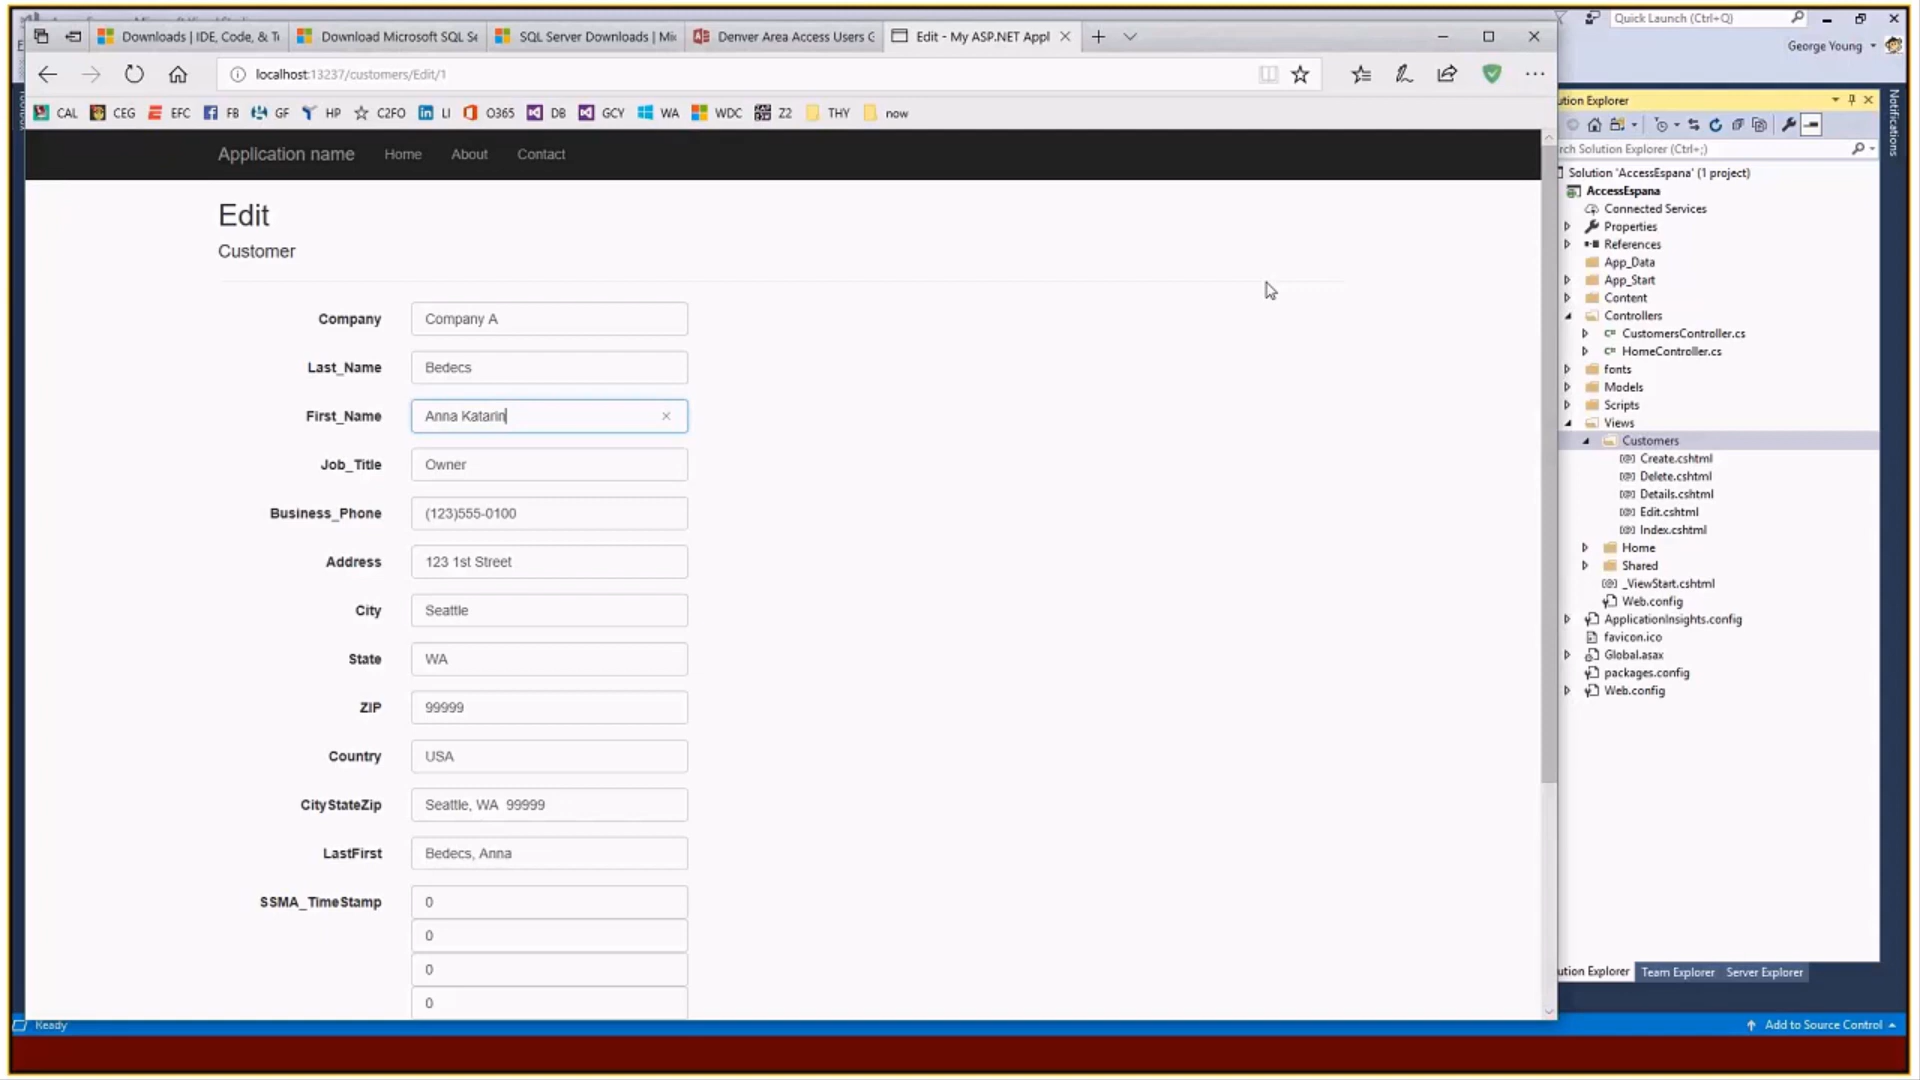 Quick Launch (Ctrl+Q)
Downloads | IDE, Code, & T
Download Microsoft SQL Se
SQL Server Downloads | Mic
Denver Area Access Users G
Edit - My ASP.NET Appl
George Young
localhost:13237/customers/Edit/1
CAL
CEG
EFC
FB
GF
HP
C2FO
LI
O365
DB
GCY
WA
WDC
Z2
THY
now
Application name
Home
About
Contact
Edit
Customer
Company
Company A
Last_Name
Bedecs
First_Name
Anna Katarin
Job_Title
Owner
Business_Phone
(123)555-0100
Address
123 1st Street
City
Seattle
State
WA
ZIP
99999
Country
USA
CityStateZip
Seattle, WA  99999
LastFirst
Bedecs, Anna
SSMA_TimeStamp
0
0
0
0
ution Explorer
Notifications
rch Solution Explorer (Ctrl+;)
Solution 'AccessEspana' (1 project)
AccessEspana
Connected Services
Properties
References
App_Data
App_Start
Content
Controllers
CustomersController.cs
HomeController.cs
fonts
Models
Scripts
Views
Customers
Create.cshtml
Delete.cshtml
Details.cshtml
Edit.cshtml
Index.cshtml
Home
Shared
_ViewStart.cshtml
Web.config
ApplicationInsights.config
favicon.ico
Global.asax
packages.config
Web.config
ution Explorer
Team Explorer
Server Explorer
Ready
Add to Source Control